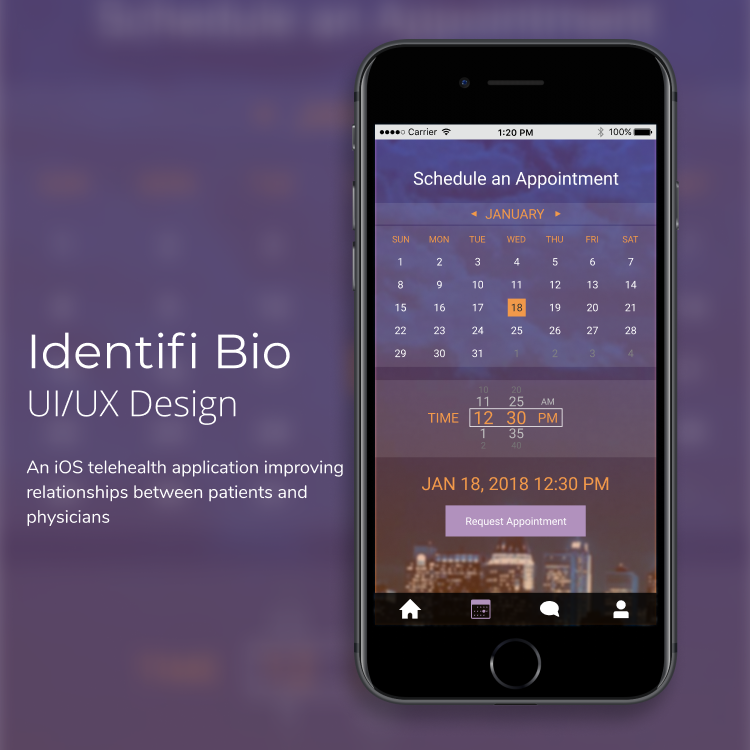 Schedule an Appointment
Identifi Bio
UI/UX Design
An iOS telehealth application improving
relationships between patients and
physicians
Carrier 1:20 PM 100%
Schedule an Appointment
◄ JANUARY ►
SUN MON TUE WED THU FRI SAT
1 2 3 4 5 6 7
8 9 10 11 12 13 14
15 16 17 18 19 20 21
22 23 24 25 26 27 28
29 30 31 1 2 3 4
10 20
11 25 AM
TIME 12 30 PM
1 35
2 40
JAN 18, 2018 12:30 PM
Request Appointment
TIME